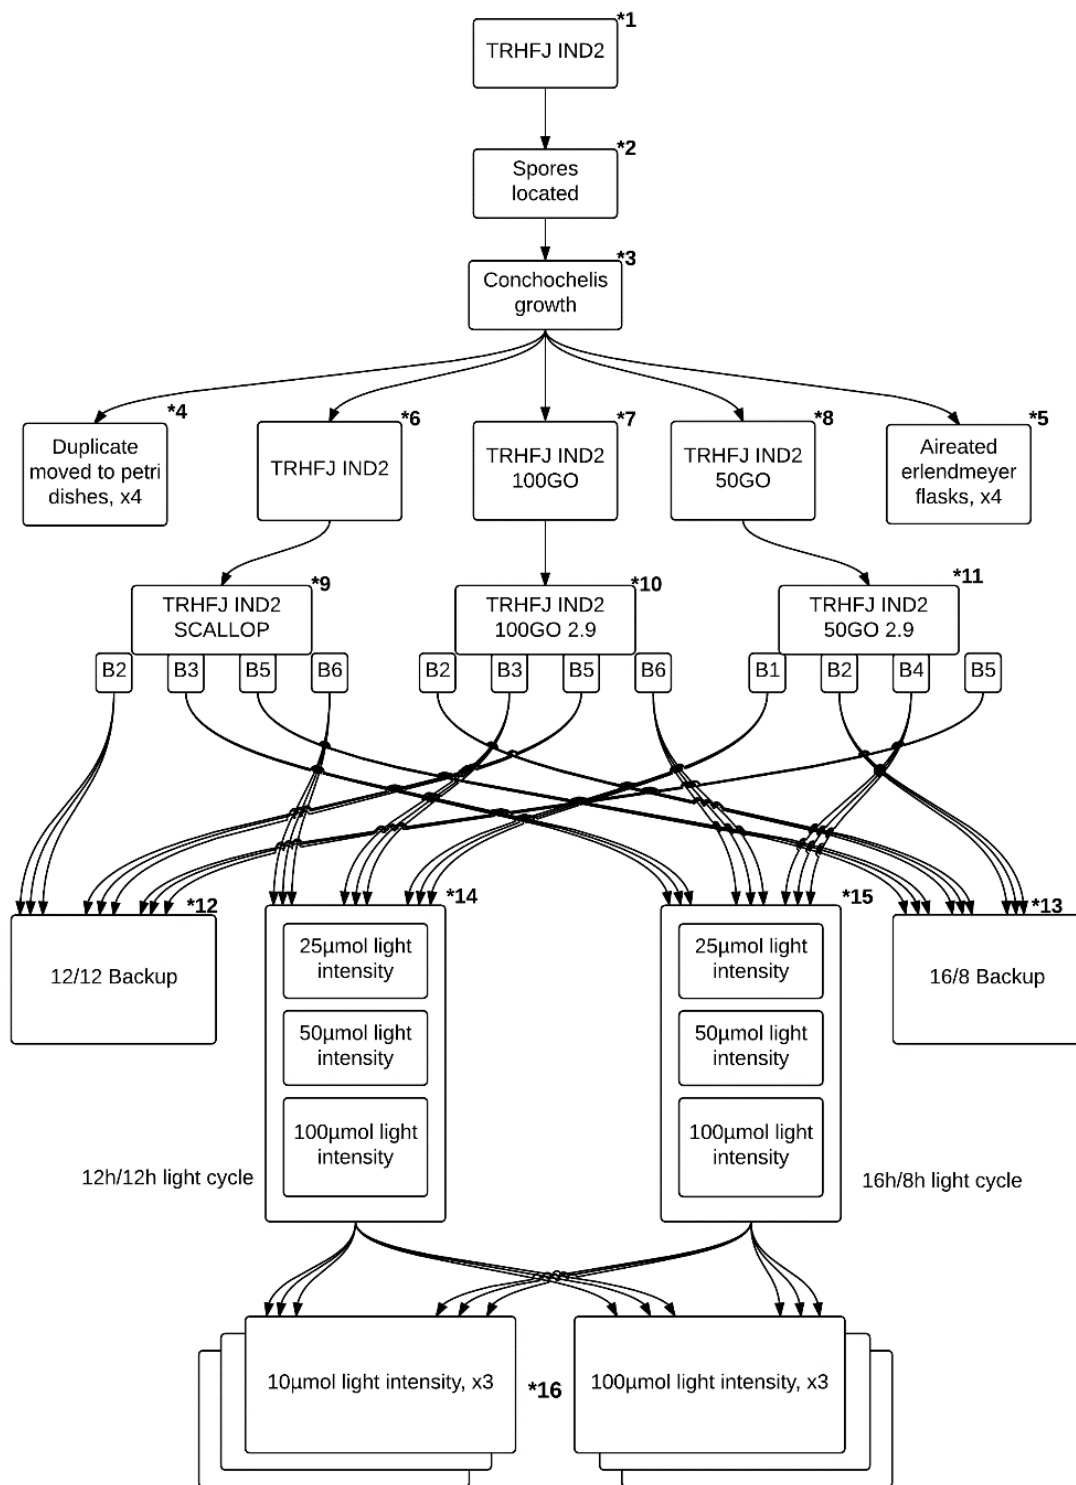 *1
TRHFJ IND2
*2
Spores
located
*3
Conchochelis
growth
*4
Duplicate
moved to petri
dishes, x4
*6
TRHFJ IND2
*7
TRHFJ IND2
100GO
*8
TRHFJ IND2
50GO
*5
Aireated
erlendmeyer
flasks, x4
*9
TRHFJ IND2
SCALLOP
*10
TRHFJ IND2
100GO 2.9
*11
TRHFJ IND2
50GO 2.9
B2
B3
B5
B6
B2
B3
B5
B6
B1
B2
B4
B5
*12
12/12 Backup
*14
25µmol light
intensity
50µmol light
intensity
100µmol light
intensity
12h/12h light cycle
*15
25µmol light
intensity
50µmol light
intensity
100µmol light
intensity
16h/8h light cycle
*13
16/8 Backup
10µmol light intensity, x3
*16
100µmol light intensity, x3